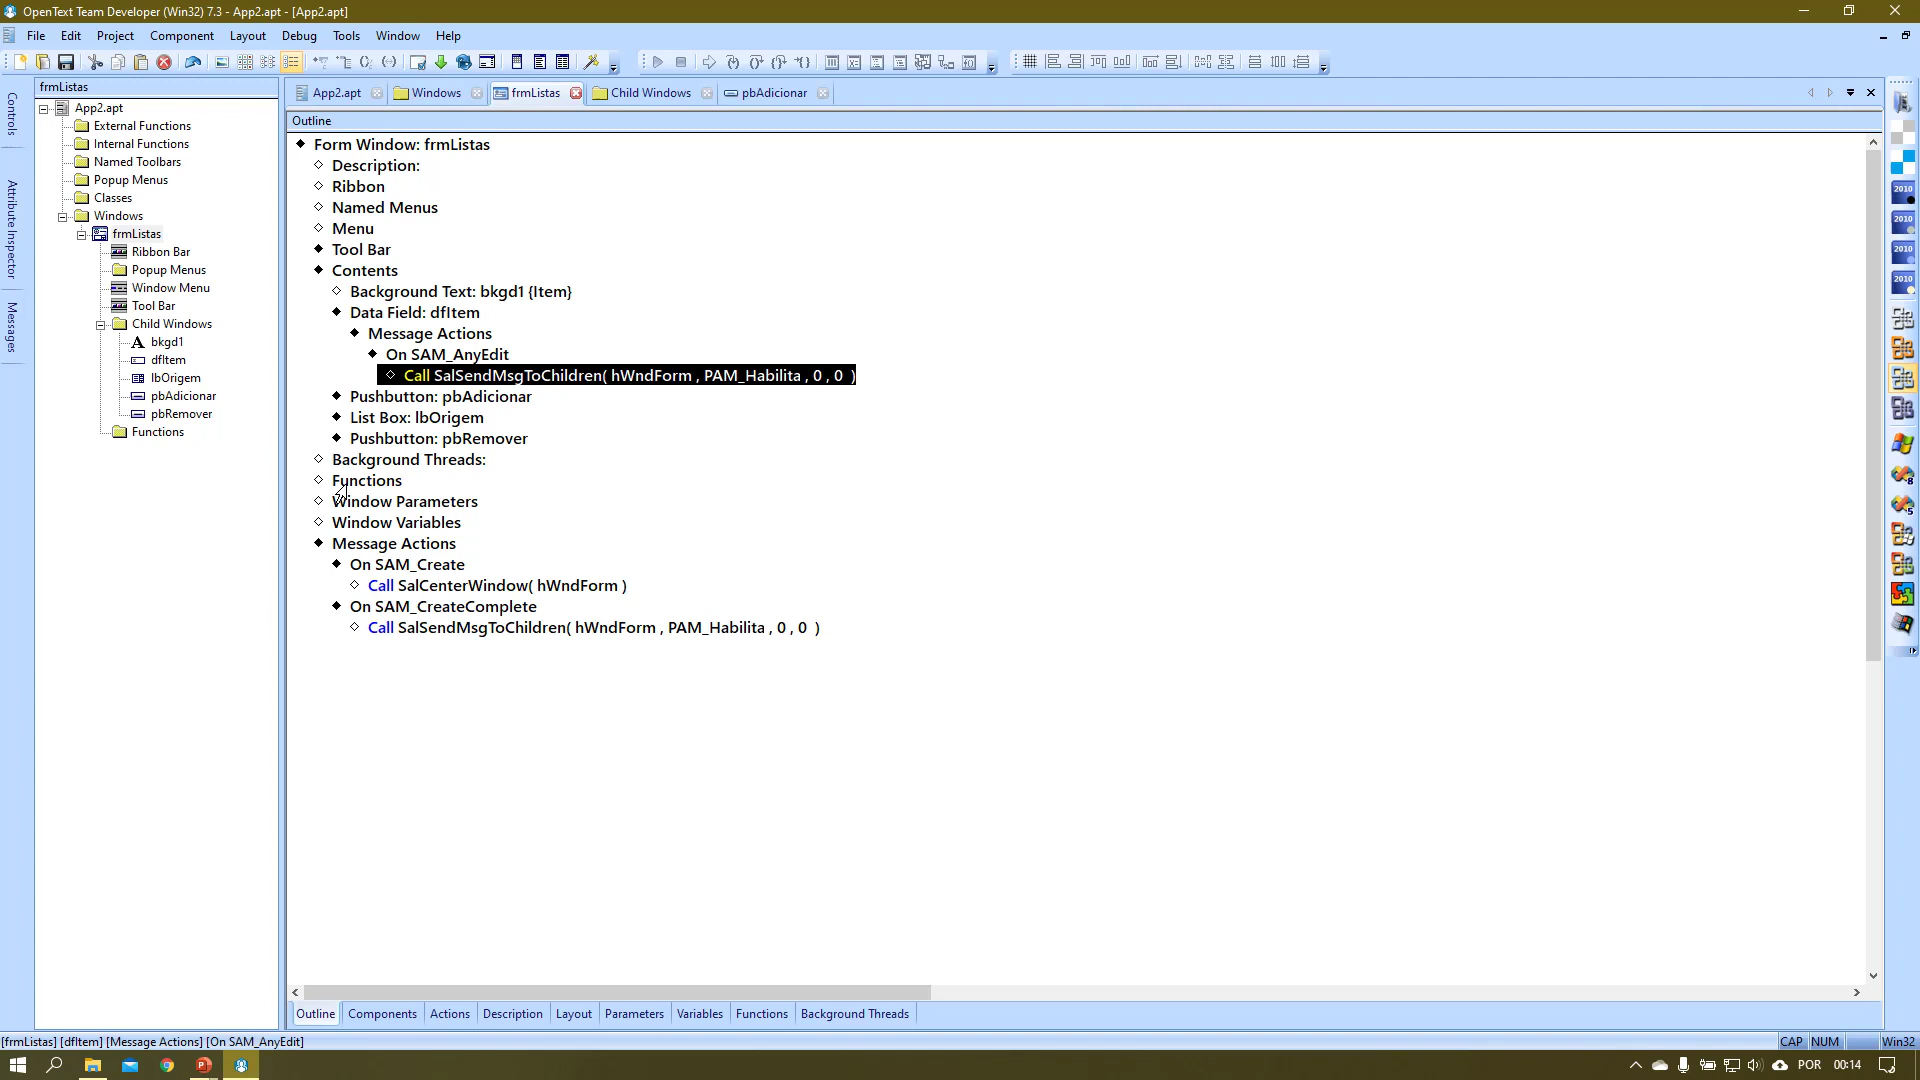 OpenText Team Developer (Win32) 7.3 - App2.apt - [App2.apt]
File Edit Project Component Layout Debug Tools Window Help
Controls
Attribute Inspector
Messages
frmListas
App2.apt
External Functions
Internal Functions
Named Toolbars
Popup Menus
Classes
Windows
frmListas
Ribbon Bar
Popup Menus
Window Menu
Tool Bar
Child Windows
bkgd1
dfItem
lbOrigem
pbAdicionar
pbRemover
Functions
App2.apt Windows frmListas Child Windows pbAdicionar
Outline
Form Window: frmListas
Description:
Ribbon
Named Menus
Menu
Tool Bar
Contents
Background Text: bkgd1 {Item}
Data Field: dfItem
Message Actions
On SAM_AnyEdit
Call SalSendMsgToChildren( hWndForm , PAM_Habilita , 0 , 0 )
Pushbutton: pbAdicionar
List Box: lbOrigem
Pushbutton: pbRemover
Background Threads:
Functions
Window Parameters
Window Variables
Message Actions
On SAM_Create
Call SalCenterWindow( hWndForm )
On SAM_CreateComplete
Call SalSendMsgToChildren( hWndForm , PAM_Habilita , 0 , 0 )
2010
2010
2010
2010
Outline Components Actions Description Layout Parameters Variables Functions Background Threads
[frmListas] [dfItem] [Message Actions] [On SAM_AnyEdit]
CAP NUM Win32
POR 00:14